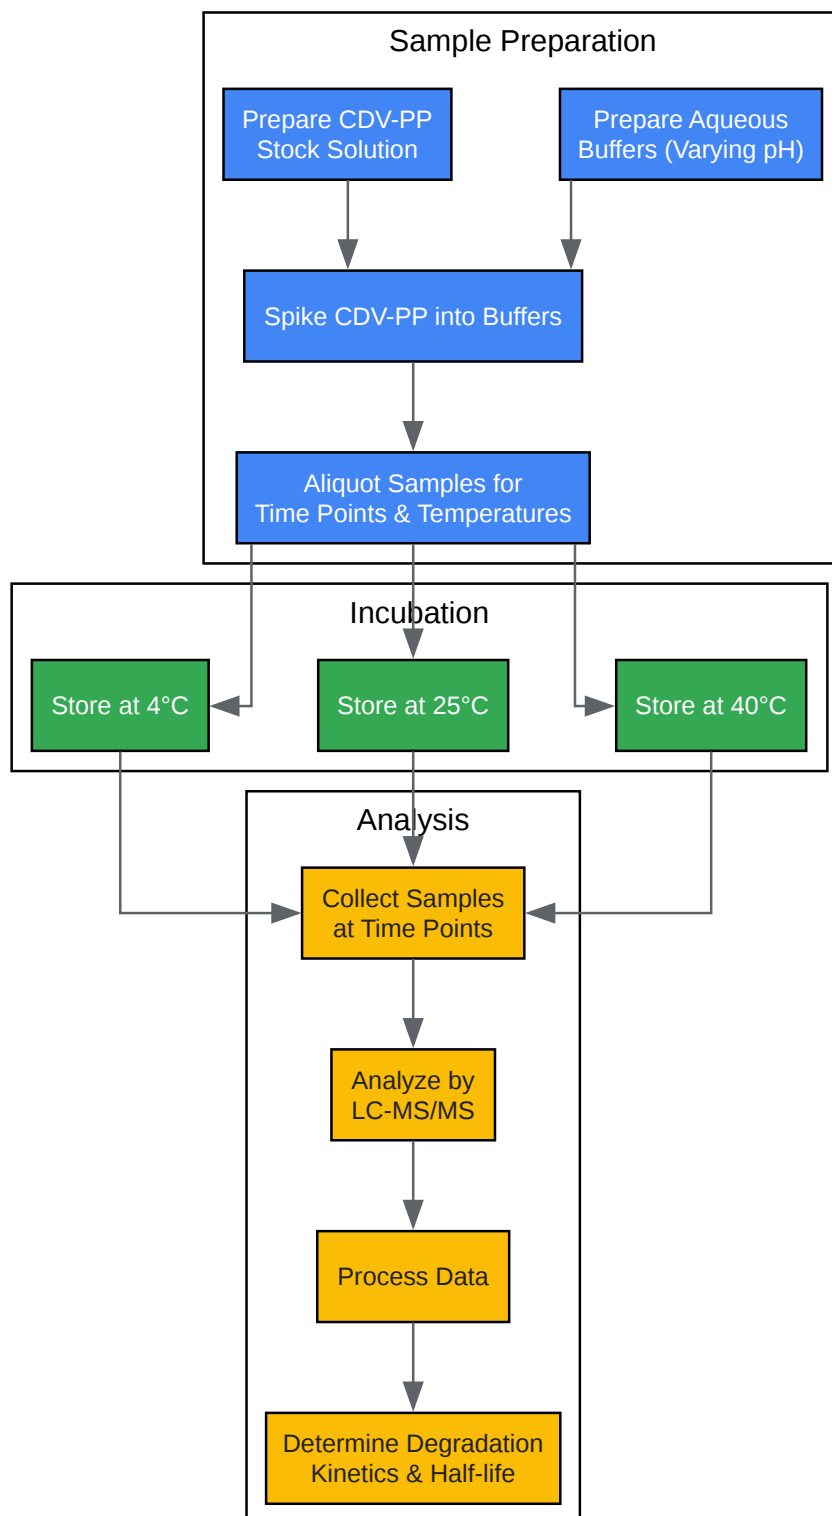 Sample Preparation
Prepare CDV-PP
Stock Solution
Prepare Aqueous
Buffers (Varying pH)
Spike CDV-PP into Buffers
Aliquot Samples for
Time Points & Temperatures
Incubation
Store at 4°C
Store at 25°C
Store at 40°C
Analysis
Collect Samples
at Time Points
Analyze by
LC-MS/MS
Process Data
Determine Degradation
Kinetics & Half-life